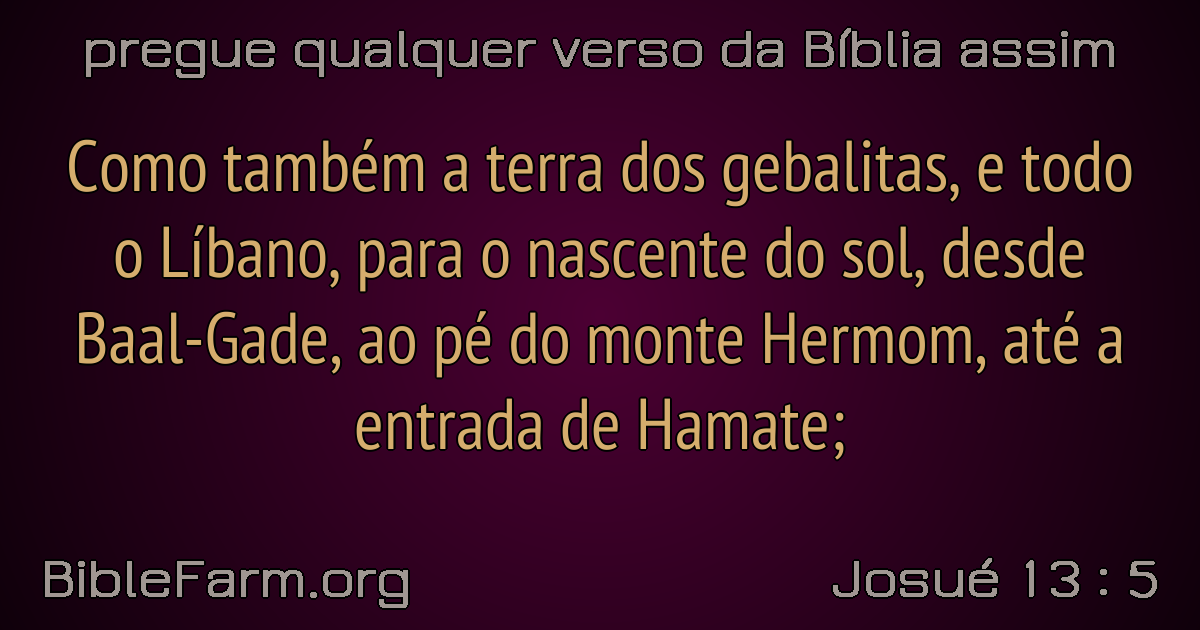 pregue qualquer verso da Bíblia assim
Como também a terra dos gebalitas, e todo
o Líbano, para o nascente do sol, desde
Baal-Gade, ao pé do monte Hermom, até a
entrada de Hamate;
BibleFarm.org
Josué 13 : 5